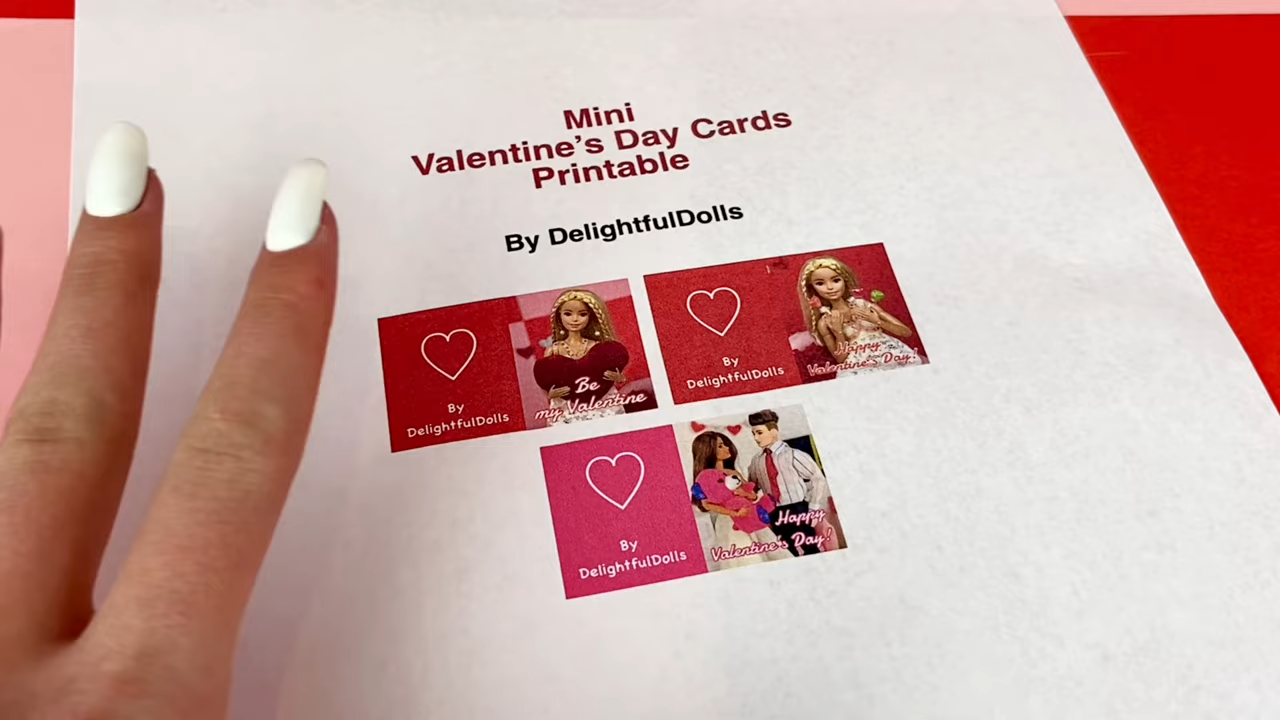 Mini
Valentine's Day Cards
Printable
By DelightfulDolls
By
DelightfulDolls
Be
my Valentine
By
DelightfulDolls
Happy
Valentine's Day!
By
DelightfulDolls
Happy
Valentine's Day!